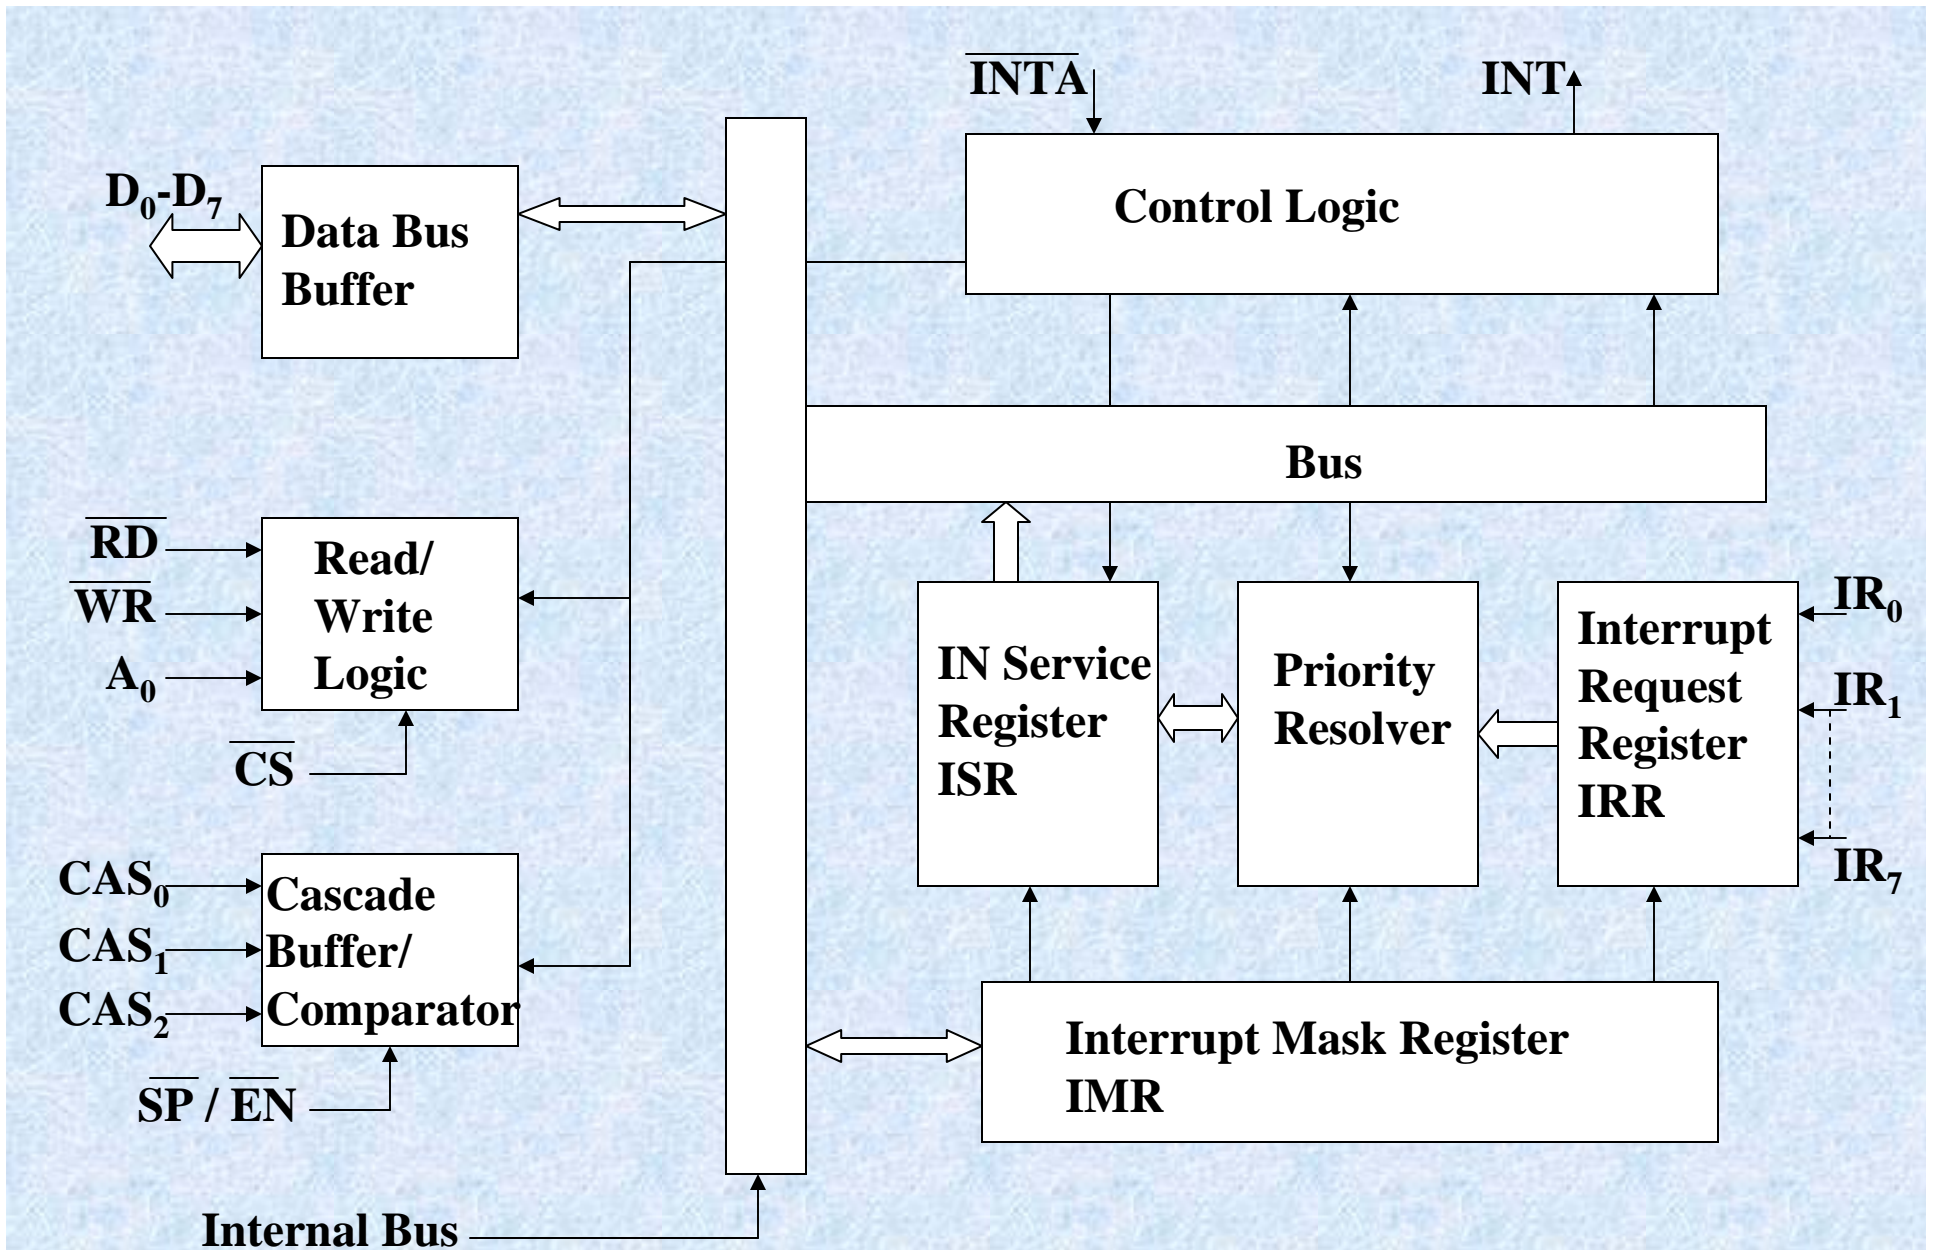 INTA
INT
D0-D7
Data Bus
Buffer
Control Logic
Bus
RD
WR
A0
Read/
Write
Logic
CS
IN Service
Register
ISR
Priority
Resolver
Interrupt
Request
Register
IRR
IR0
IR1
IR7
CAS0
CAS1
CAS2
Cascade
Buffer/
Comparator
SP / EN
Interrupt Mask Register
IMR
Internal Bus